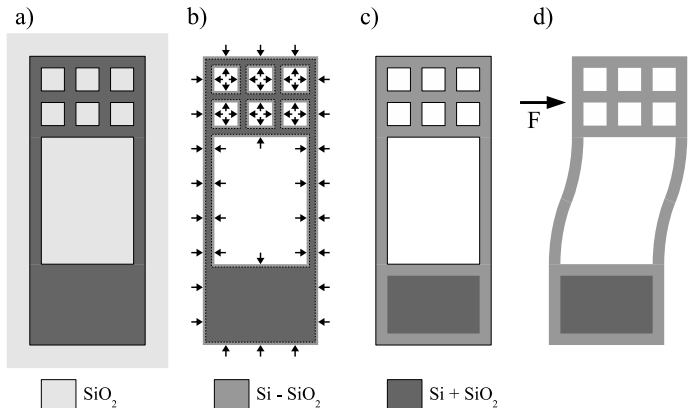 a) b) c) d)
F
SiO₂ Si - SiO₂ Si + SiO₂